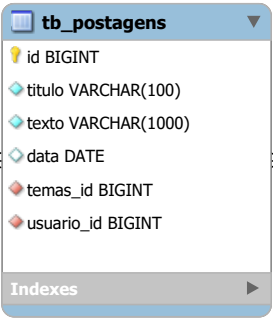 tb_postagens
id BIGINT
titulo VARCHAR(100)
texto VARCHAR(1000)
data DATE
temas_id BIGINT
usuario_id BIGINT
Indexes